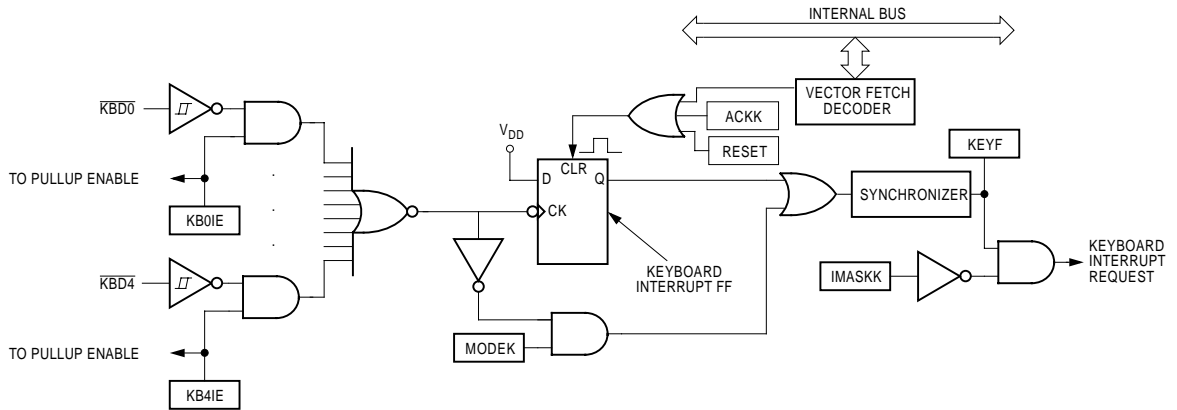 INTERNAL BUS
VECTOR FETCH
DECODER
ACKK
RESET
KBD0
TO PULLUP ENABLE
KB0IE
VDD
D
CLR
Q
CK
KEYBOARD
INTERRUPT FF
KEYF
SYNCHRONIZER
IMASKK
KEYBOARD
INTERRUPT
REQUEST
KBD4
TO PULLUP ENABLE
KB4IE
MODEK